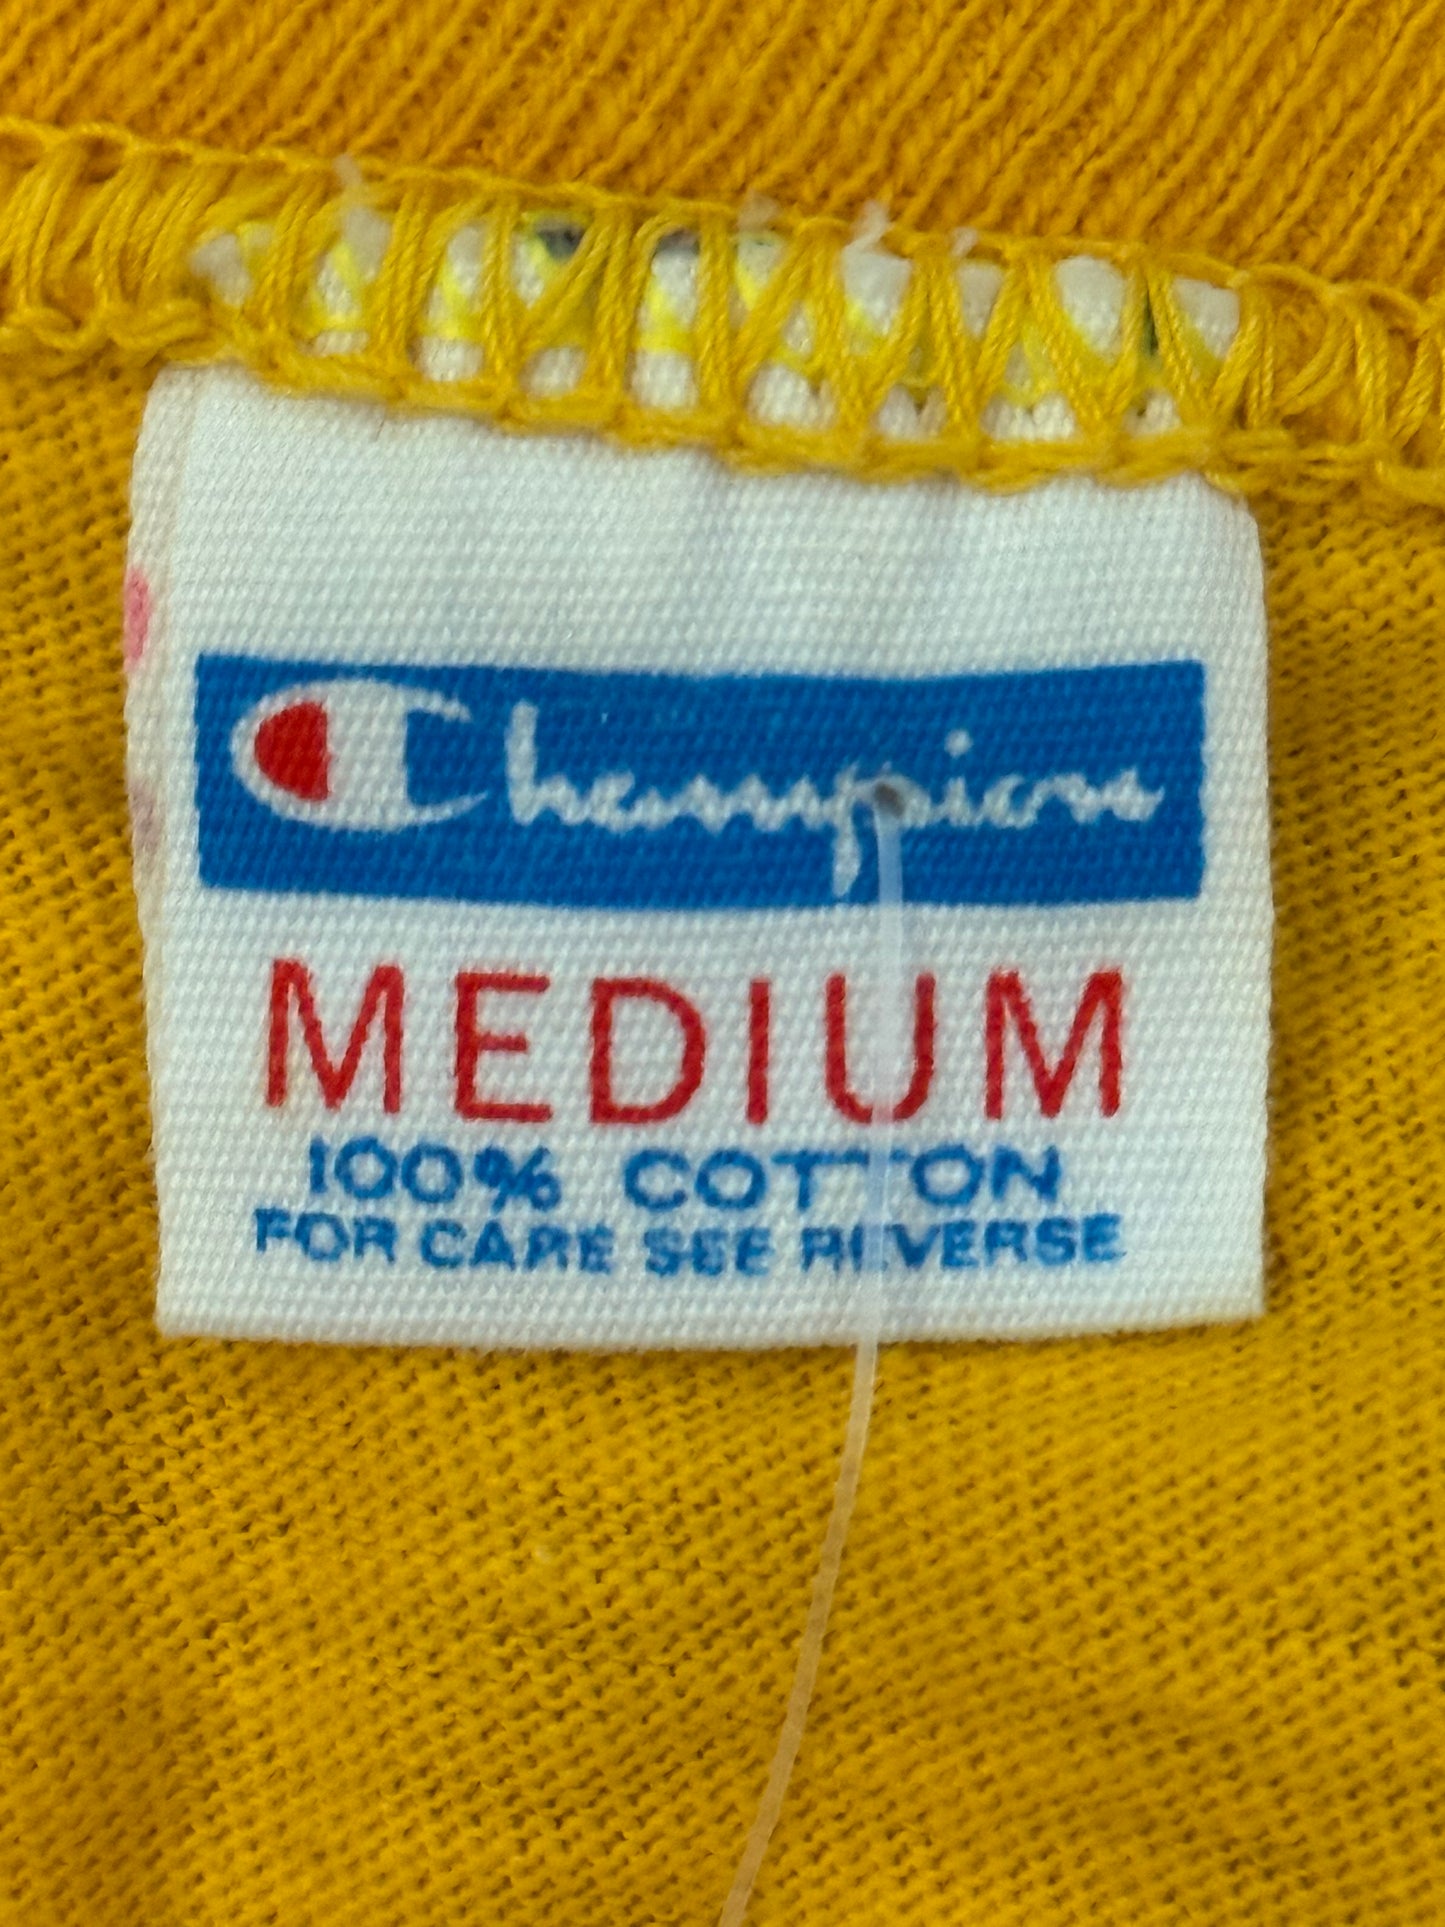 Champion
MEDIUM
100% COTTON
FOR CARE SEE REVERSE